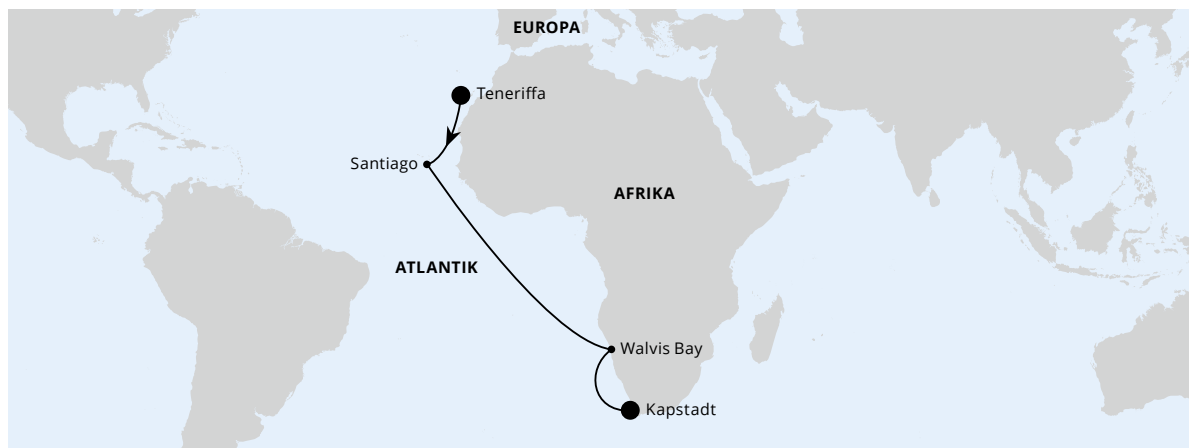 EUROPA
Teneriffa
Santiago
AFRIKA
ATLANTIK
Walvis Bay
Kapstadt